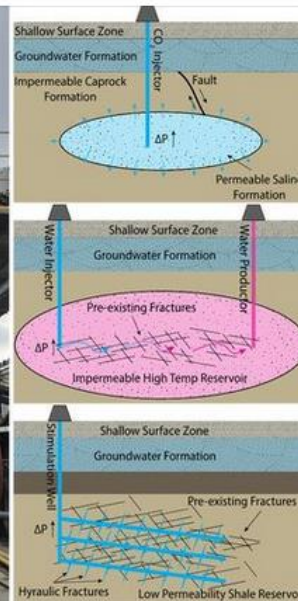 Shallow Surface Zone
Groundwater Formation
Impermeable Caprock
Formation
CO₂ Injector
Fault
ΔP ↑
Permeable Saline
Formation
Water Injector
Shallow Surface Zone
Groundwater Formation
Water Productor
Pre-existing Fractures
ΔP ↑
Impermeable High Temp Reservoir
Stimulation Well
Shallow Surface Zone
Groundwater Formation
Pre-existing Fractures
ΔP ↑
Hyraulic Fractures
Low Permeability Shale Reservoir